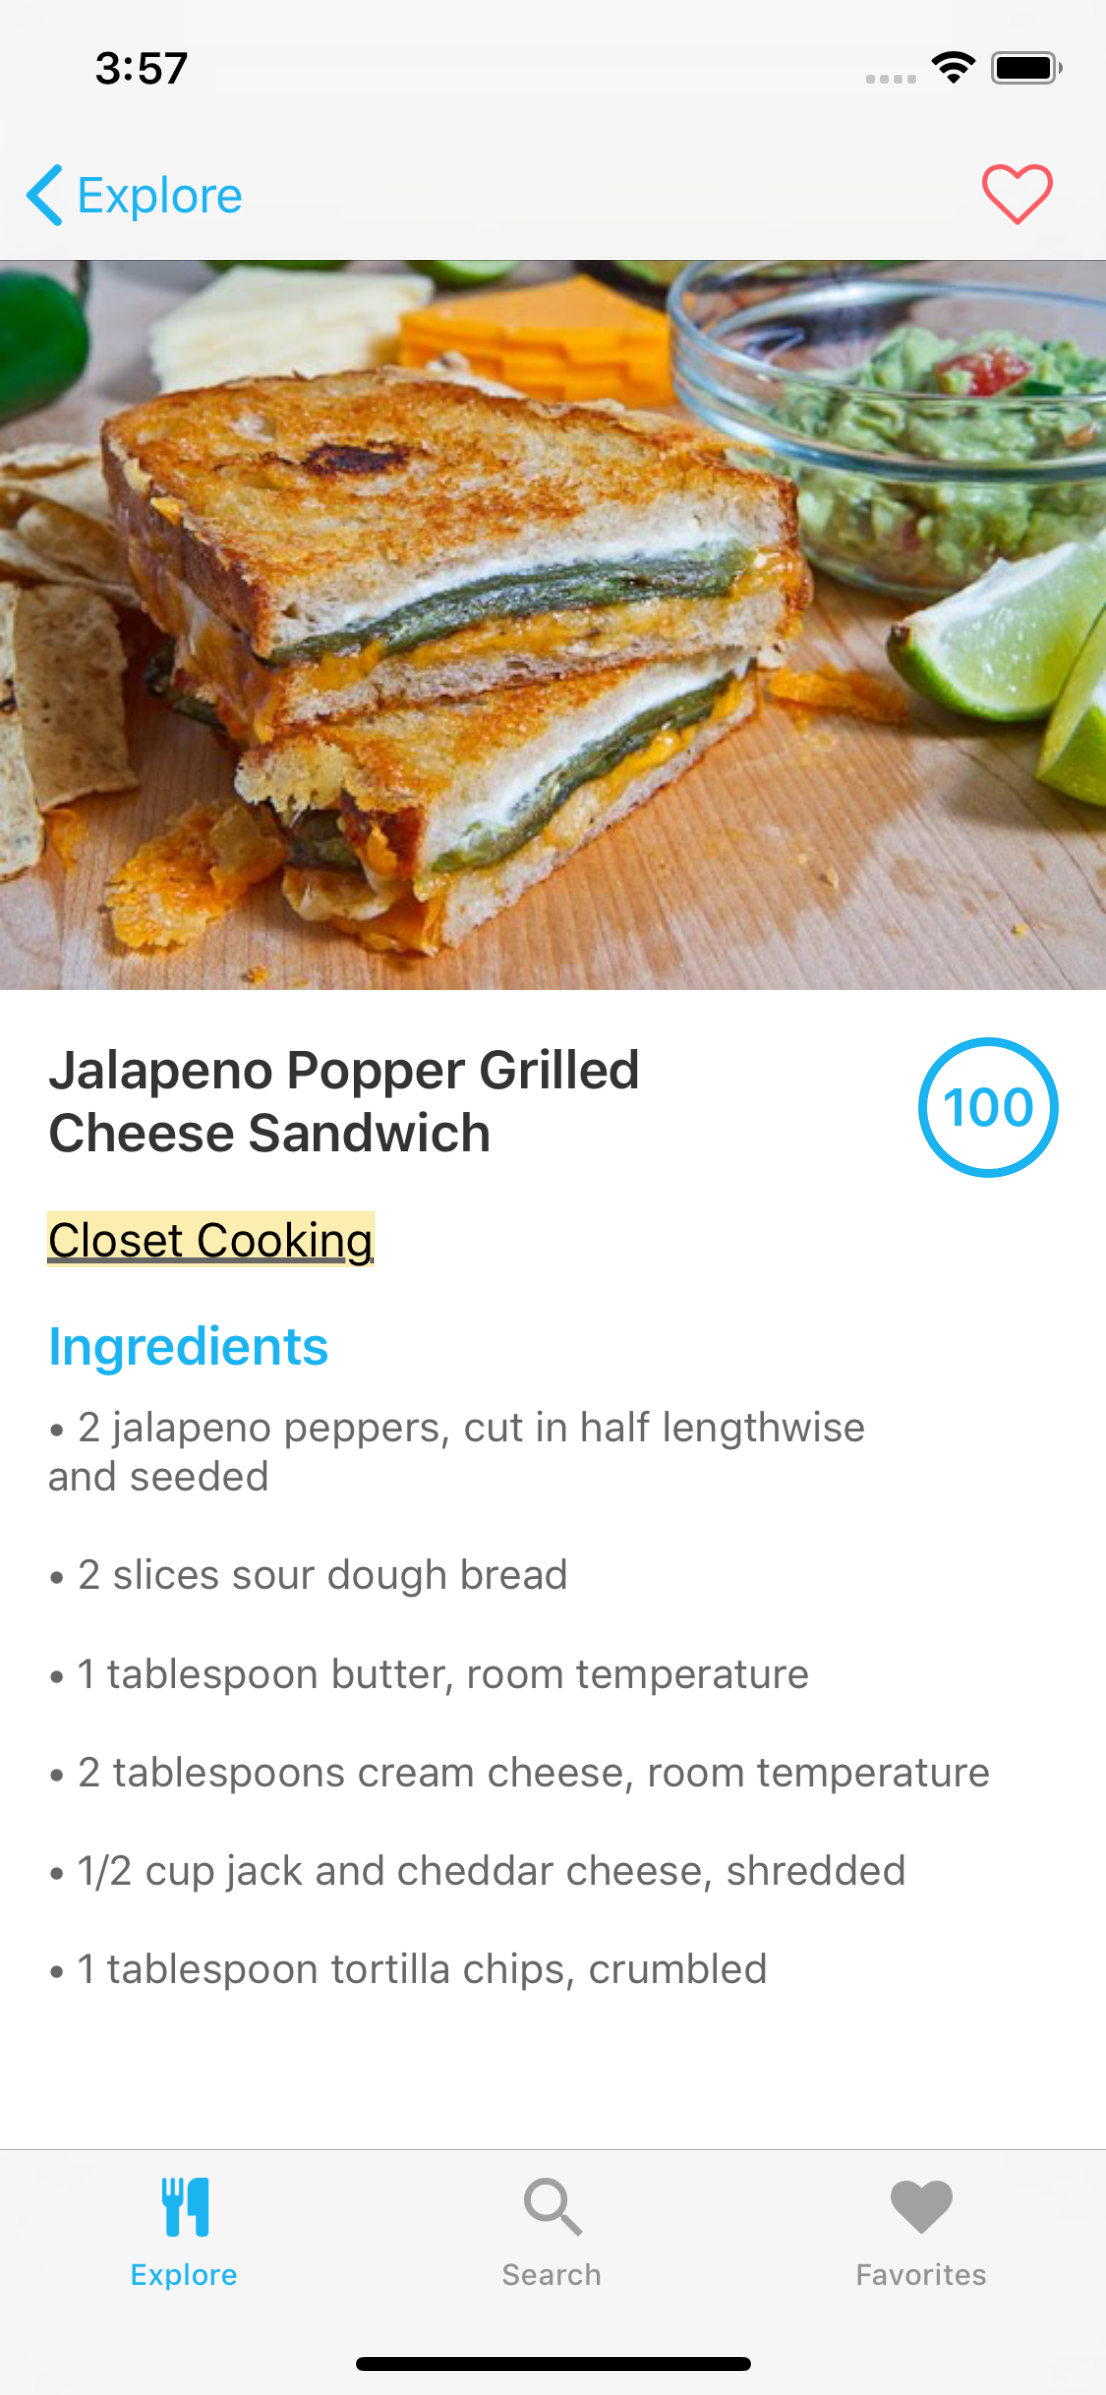 3:57
Explore
Jalapeno Popper Grilled
Cheese Sandwich
100
Closet Cooking
Ingredients
• 2 jalapeno peppers, cut in half lengthwise
and seeded
• 2 slices sour dough bread
• 1 tablespoon butter, room temperature
• 2 tablespoons cream cheese, room temperature
• 1/2 cup jack and cheddar cheese, shredded
• 1 tablespoon tortilla chips, crumbled
Explore
Search
Favorites